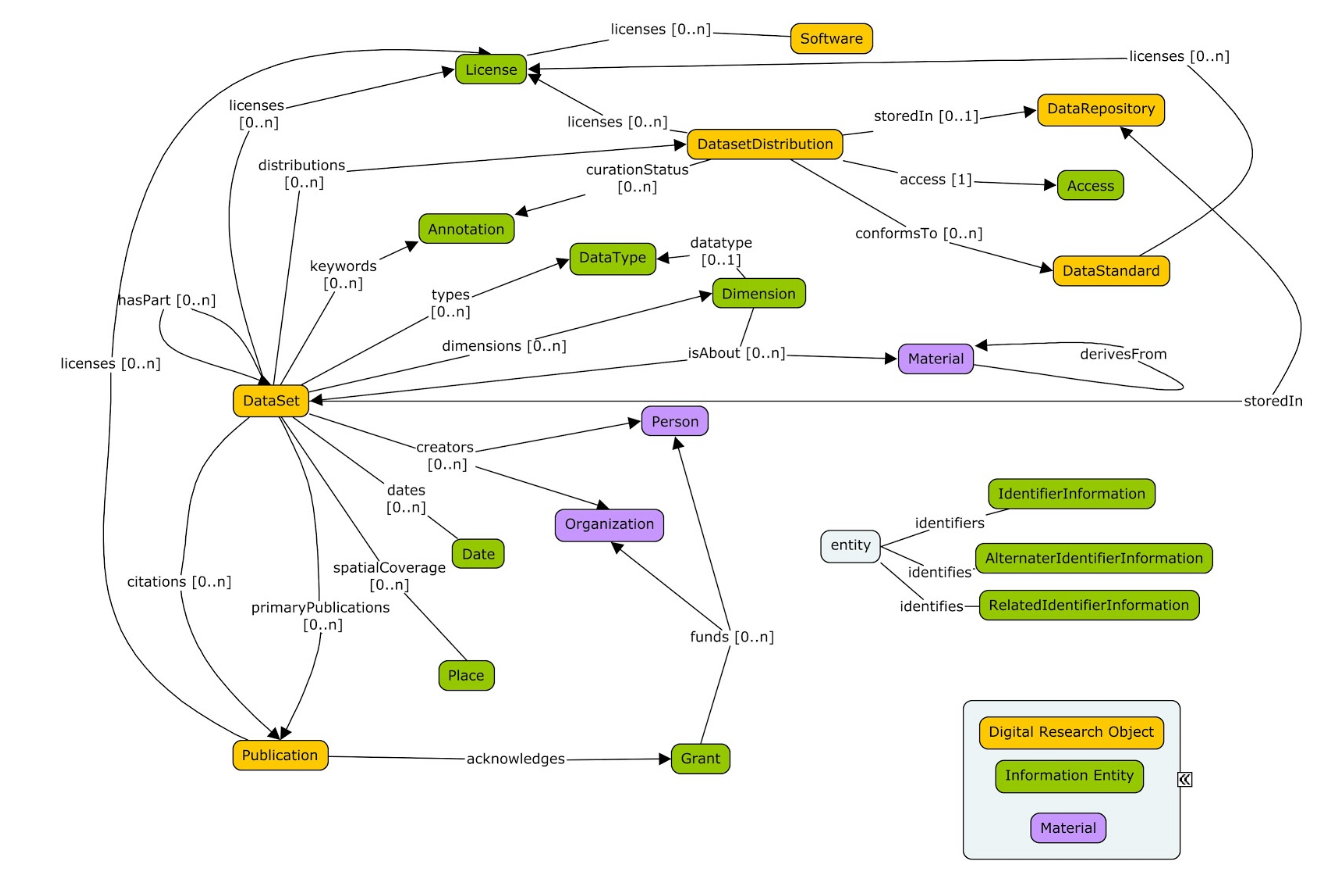 licenses [0..n]
Software
License
licenses [0..n]
licenses
[0..n]
licenses [0..n]
storedIn [0..1]
DataRepository
DatasetDistribution
distributions
[0..n]
curationStatus
[0..n]
access [1]
Access
Annotation
conformsTo [0..n]
datatype
[0..1]
DataType
DataStandard
keywords
[0..n]
hasPart [0..n]
types
[0..n]
Dimension
dimensions [0..n]
isAbout [0..n]
Material
derivesFrom
licenses [0..n]
DataSet
storedIn
Person
creators
[0..n]
dates
[0..n]
Organization
IdentifierInformation
identifiers
entity
Date
AlternaterIdentifierInformation
identifies
spatialCoverage
[0..n]
citations [0..n]
primaryPublications
[0..n]
identifies
RelatedIdentifierInformation
funds [0..n]
Place
Publication
acknowledges
Grant
Digital Research Object
Information Entity
Material